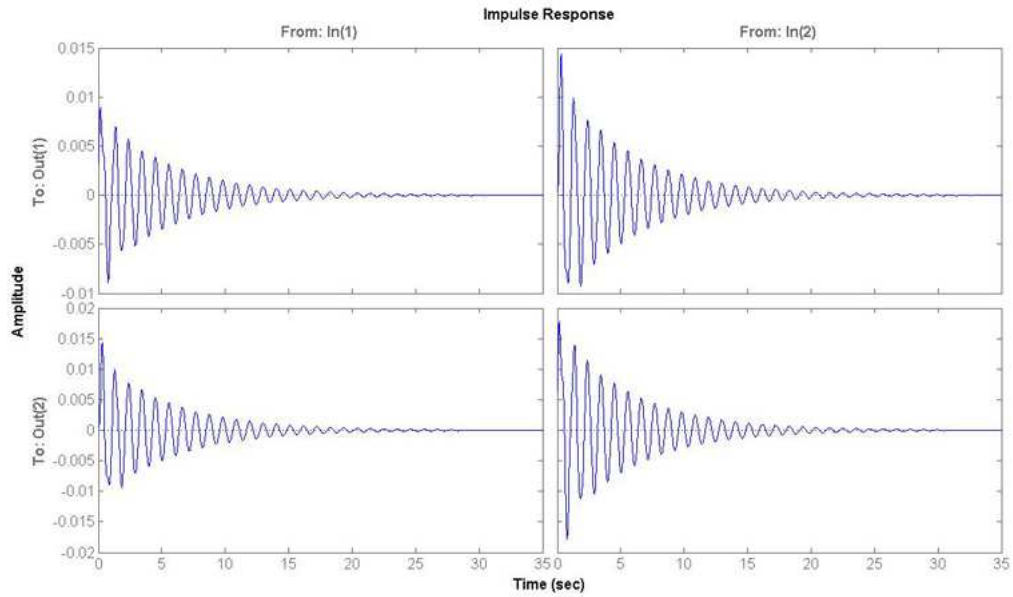 Impulse Response
From: In(1)
From: In(2)
To: Out(1)
0.015
0.01
0.005
0
-0.005
-0.01
Amplitude
To: Out(2)
0.02
0.015
0.01
0.005
0
-0.005
-0.01
-0.015
-0.02
0 5 10 15 20 25 30 35
0 5 10 15 20 25 30 35
Time (sec)